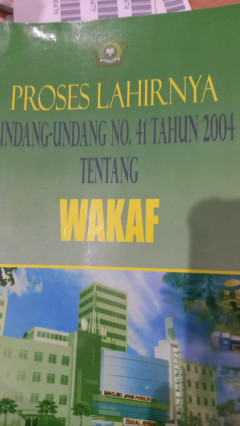 PROSES LAHIRNYA
UNDANG-UNDANG NO. 41 TAHUN 2004
TENTANG
WAKAF